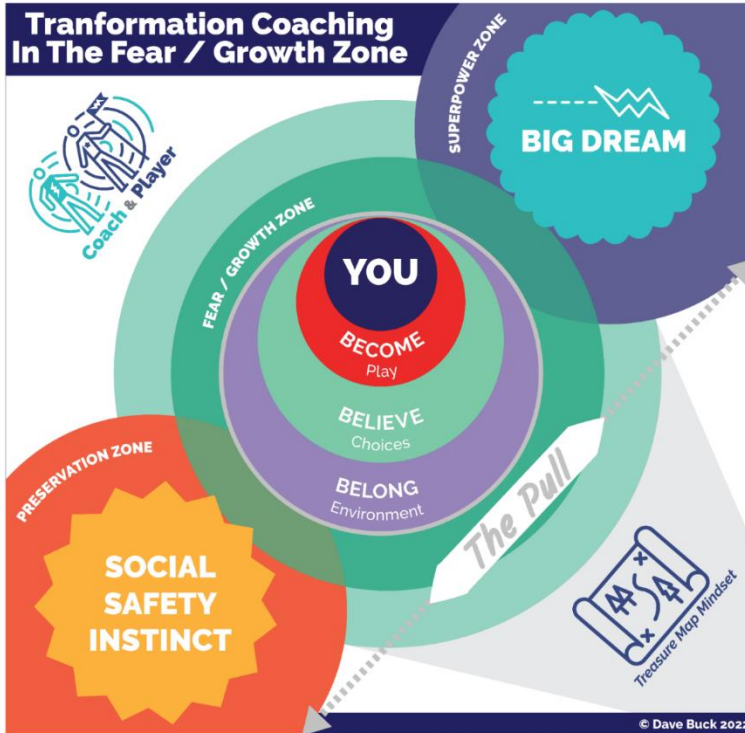 Tranformation Coaching
In The Fear / Growth Zone
SUPERPOWER ZONE
BIG DREAM
Coach & Player
FEAR / GROWTH ZONE
YOU
BECOME
Play
BELIEVE
Choices
BELONG
Environment
PRESERVATION ZONE
SOCIAL
SAFETY
INSTINCT
The Pull
Treasure Map Mindset
© Dave Buck 2022